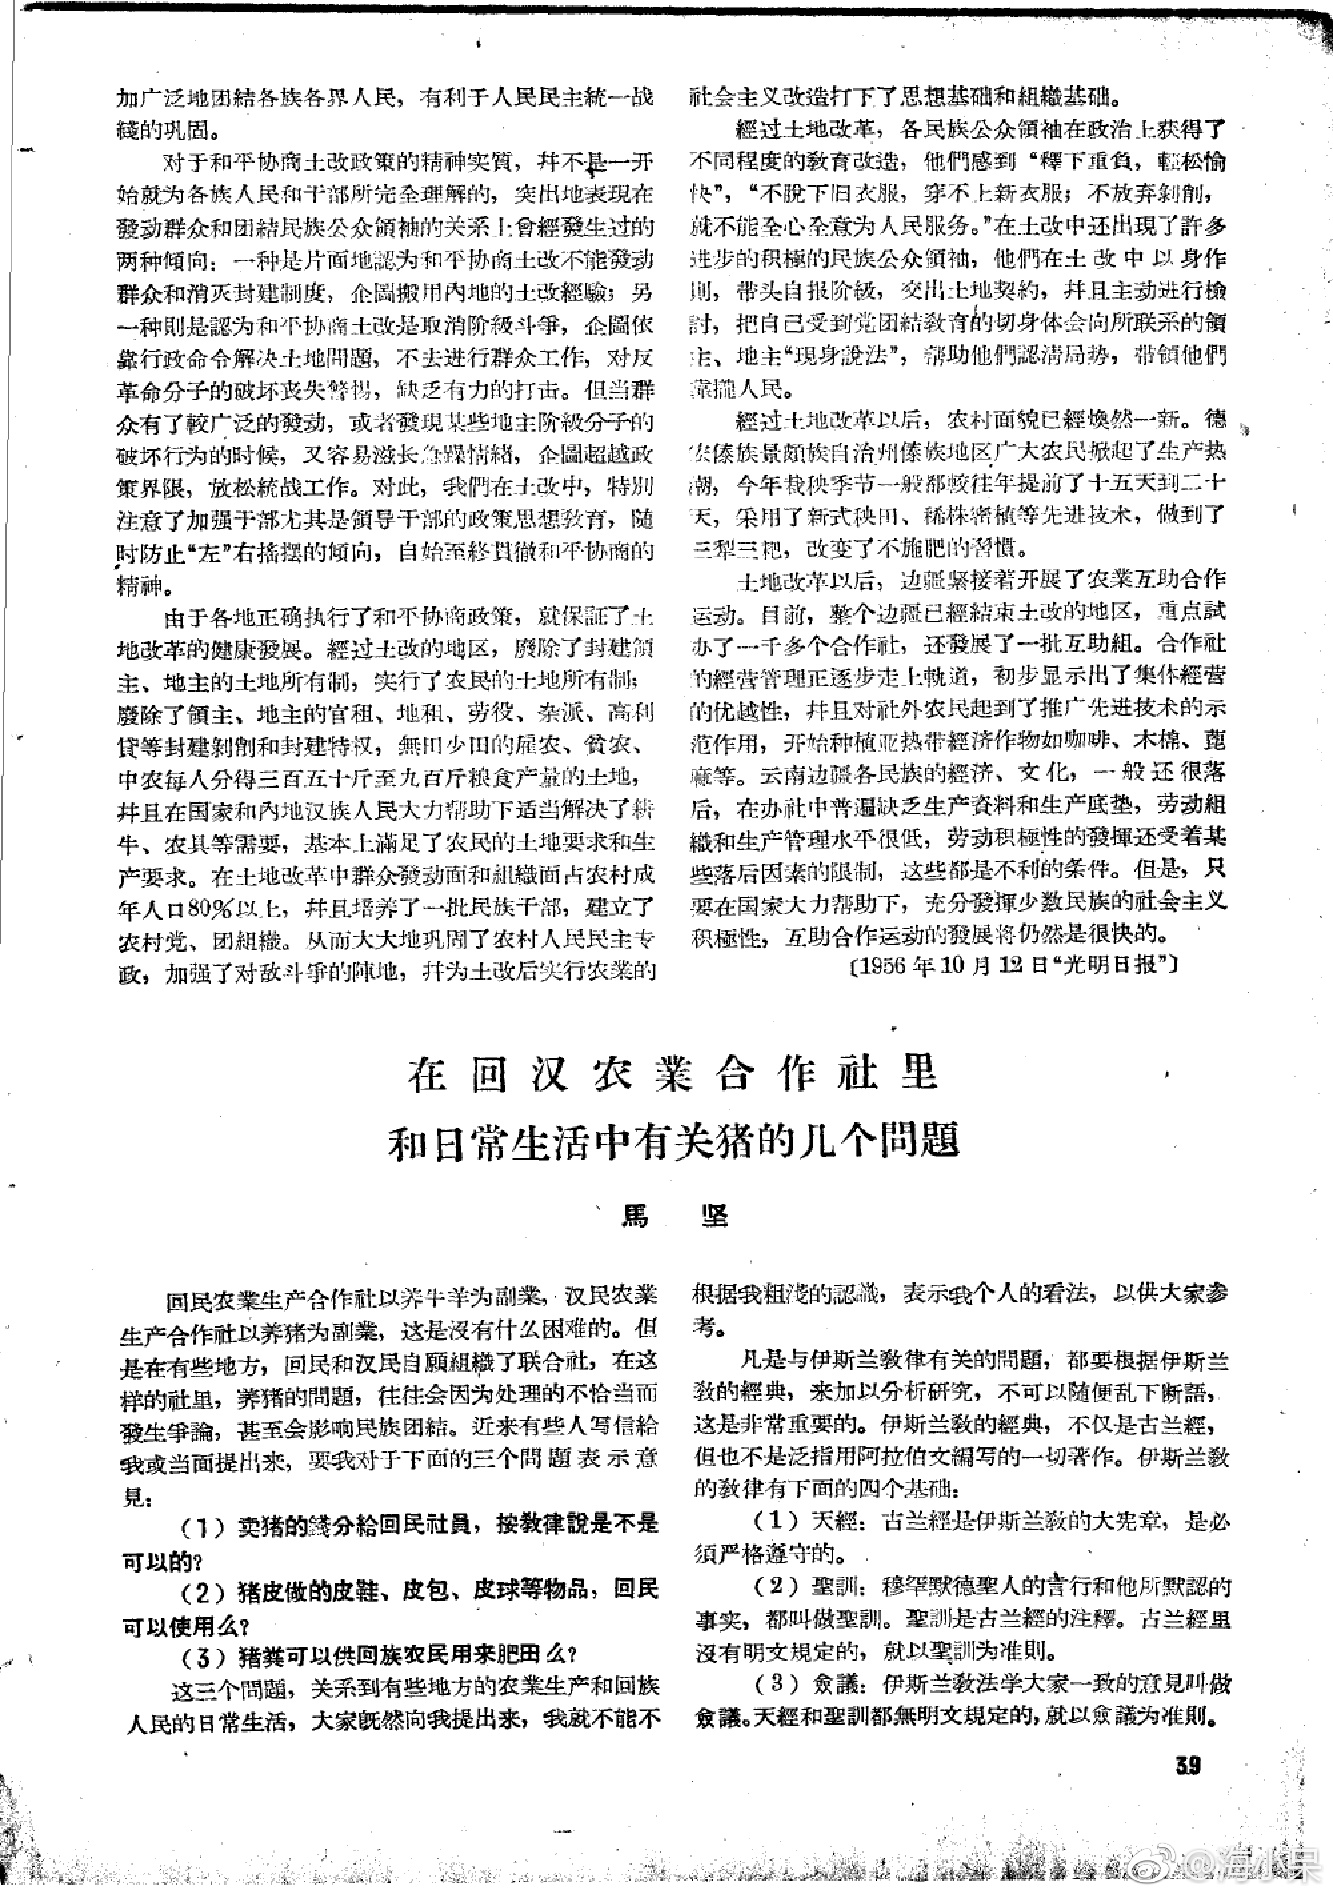 加广泛地团結各族各界人民，有利于人民民主統一战
綫的巩固。
对于和平协商土改政策的精神实質，幷不是一开
始就为各族人民和干部所完全理解的，突出地表現在
發动群众和团結民族公众領袖的关系上曾經發生过的
两种傾向：一种是片面地認为和平协商土改不能發动
群众和消灭封建制度，企圖搬用內地的土改經驗；另
一种則是認为和平协商土改是取消阶級斗爭，企圖依
靠行政命令解决土地問題，不去进行群众工作，对反
革命分子的破坏丧失警惕，缺乏有力的打击。但当群
众有了較广泛的發动，或者發現某些地主阶級分子的
破坏行为的时候，又容易滋长急躁情緒，企圖超越政
策界限，放松統战工作。对此，我們在土改中，特別
注意了加强干部尤其是領导干部的政策思想敎育，随
时防止“左”右搖摆的傾向，自始至終貫徹和平协商的
精神。
由于各地正确执行了和平协商政策，就保証了土
地改革的健康發展。經过土改的地区，廢除了封建領
主、地主的土地所有制，实行了农民的土地所有制；
廢除了領主、地主的官租、地租、劳役、杂派、高利
貸等封建剝削和封建特权，無田少田的雇农、貧农、
中农每人分得三百五十斤至九百斤粮食产量的土地，
幷且在国家和內地汉族人民大力帮助下适当解决了耕
牛、农具等需要，基本上滿足了农民的土地要求和生
产要求。在土地改革中群众發动面和組織面占农村成
年人口80%以上，幷且培养了一批民族干部，建立了
农村党、团組織。从而大大地巩固了农村人民民主专
政，加强了对敌斗爭的陣地，幷为土改后实行农業的
社会主义改造打下了思想基础和組織基础。
經过土地改革，各民族公众領袖在政治上获得了
不同程度的敎育改造，他們感到“釋下重負，輕松愉
快”，“不脫下旧衣服，穿不上新衣服；不放弃剝削，
就不能全心全意为人民服务。”在土改中还出現了許多
进步的积極的民族公众領袖，他們在土改中以身作
則，带头自报阶級，交出土地契約，幷且主动进行檢
討，把自己受到党团結敎育的切身体会向所联系的領
主、地主“現身說法”，帮助他們認淸局势，带領他們
靠攏人民。
經过土地改革以后，农村面貌已經煥然一新。德
宏傣族景頗族自治州傣族地区广大农民掀起了生产热
潮，今年栽秧季节一般都較往年提前了十五天到二十
天，采用了新式秧田、稀株密植等先进技术，做到了
三犁三耙，改变了不施肥的習慣。
土地改革以后，边疆紧接着开展了农業互助合作
运动。目前，整个边疆已經結束土改的地区，重点試
办了一千多个合作社，还發展了一批互助組。合作社
的經营管理正逐步走上軌道，初步显示出了集体經营
的优越性，幷且对社外农民起到了推广先进技术的示
范作用，开始种植亚热带經济作物如咖啡、木棉、蓖
麻等。云南边疆各民族的經济、文化，一般还很落
后，在办社中普遍缺乏生产資料和生产底垫，劳动組
織和生产管理水平很低，劳动积極性的發揮还受着某
些落后因素的限制，这些都是不利的条件。但是，只
要在国家大力帮助下，充分發揮少数民族的社会主义
积極性，互助合作运动的發展将仍然是很快的。
〔1956年10月12日“光明日报”〕
在回汉农業合作社里
和日常生活中有关猪的几个問題
馬 坚
回民农業生产合作社以养牛羊为副業，汉民农業
生产合作社以养猪为副業，这是沒有什么困难的。但
是在有些地方，回民和汉民自願組織了联合社，在这
样的社里，养猪的問題，往往会因为处理的不恰当而
發生爭論，甚至会影响民族团結。近来有些人写信給
我或当面提出来，要我对于下面的三个問題表示意
見：
（1）卖猪的錢分給回民社員，按教律說是不是
可以的？
（2）猪皮做的皮鞋、皮包、皮球等物品，回民
可以使用么？
（3）猪粪可以供回族农民用来肥田么？
这三个問題，关系到有些地方的农業生产和回族
人民的日常生活，大家旣然向我提出来，我就不能不
根据我粗淺的認識，表示我个人的看法，以供大家参
考。
凡是与伊斯兰敎律有关的問題，都要根据伊斯兰
敎的經典，来加以分析研究，不可以随便乱下断語，
这是非常重要的。伊斯兰敎的經典，不仅是古兰經，
但也不是泛指用阿拉伯文編写的一切著作。伊斯兰敎
的敎律有下面的四个基础：
（1）天經：古兰經是伊斯兰敎的大宪章，是必
須严格遵守的。
（2）聖訓：穆罕默德聖人的言行和他所默認的
事实，都叫做聖訓。聖訓是古兰經的注釋。古兰經里
沒有明文規定的，就以聖訓为准則。
（3）僉議：伊斯兰敎法学大家一致的意見叫做
僉議。天經和聖訓都無明文規定的，就以僉議为准則。
39
@海小呆